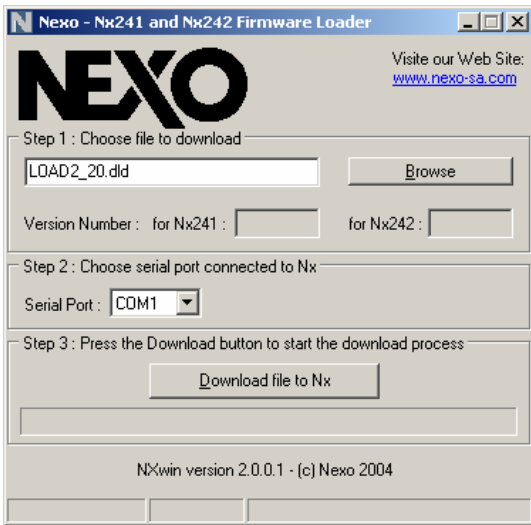 Nexo - Nx241 and Nx242 Firmware Loader
NEXO
Visite our Web Site:
www.nexo-sa.com
Step 1 : Choose file to download
LOAD2_20.dld
Browse
Version Number : for Nx241 :
for Nx242 :
Step 2 : Choose serial port connected to Nx
Serial Port : COM1
Step 3 : Press the Download button to start the download process
Download file to Nx
NXwin version 2.0.0.1 - (c) Nexo 2004